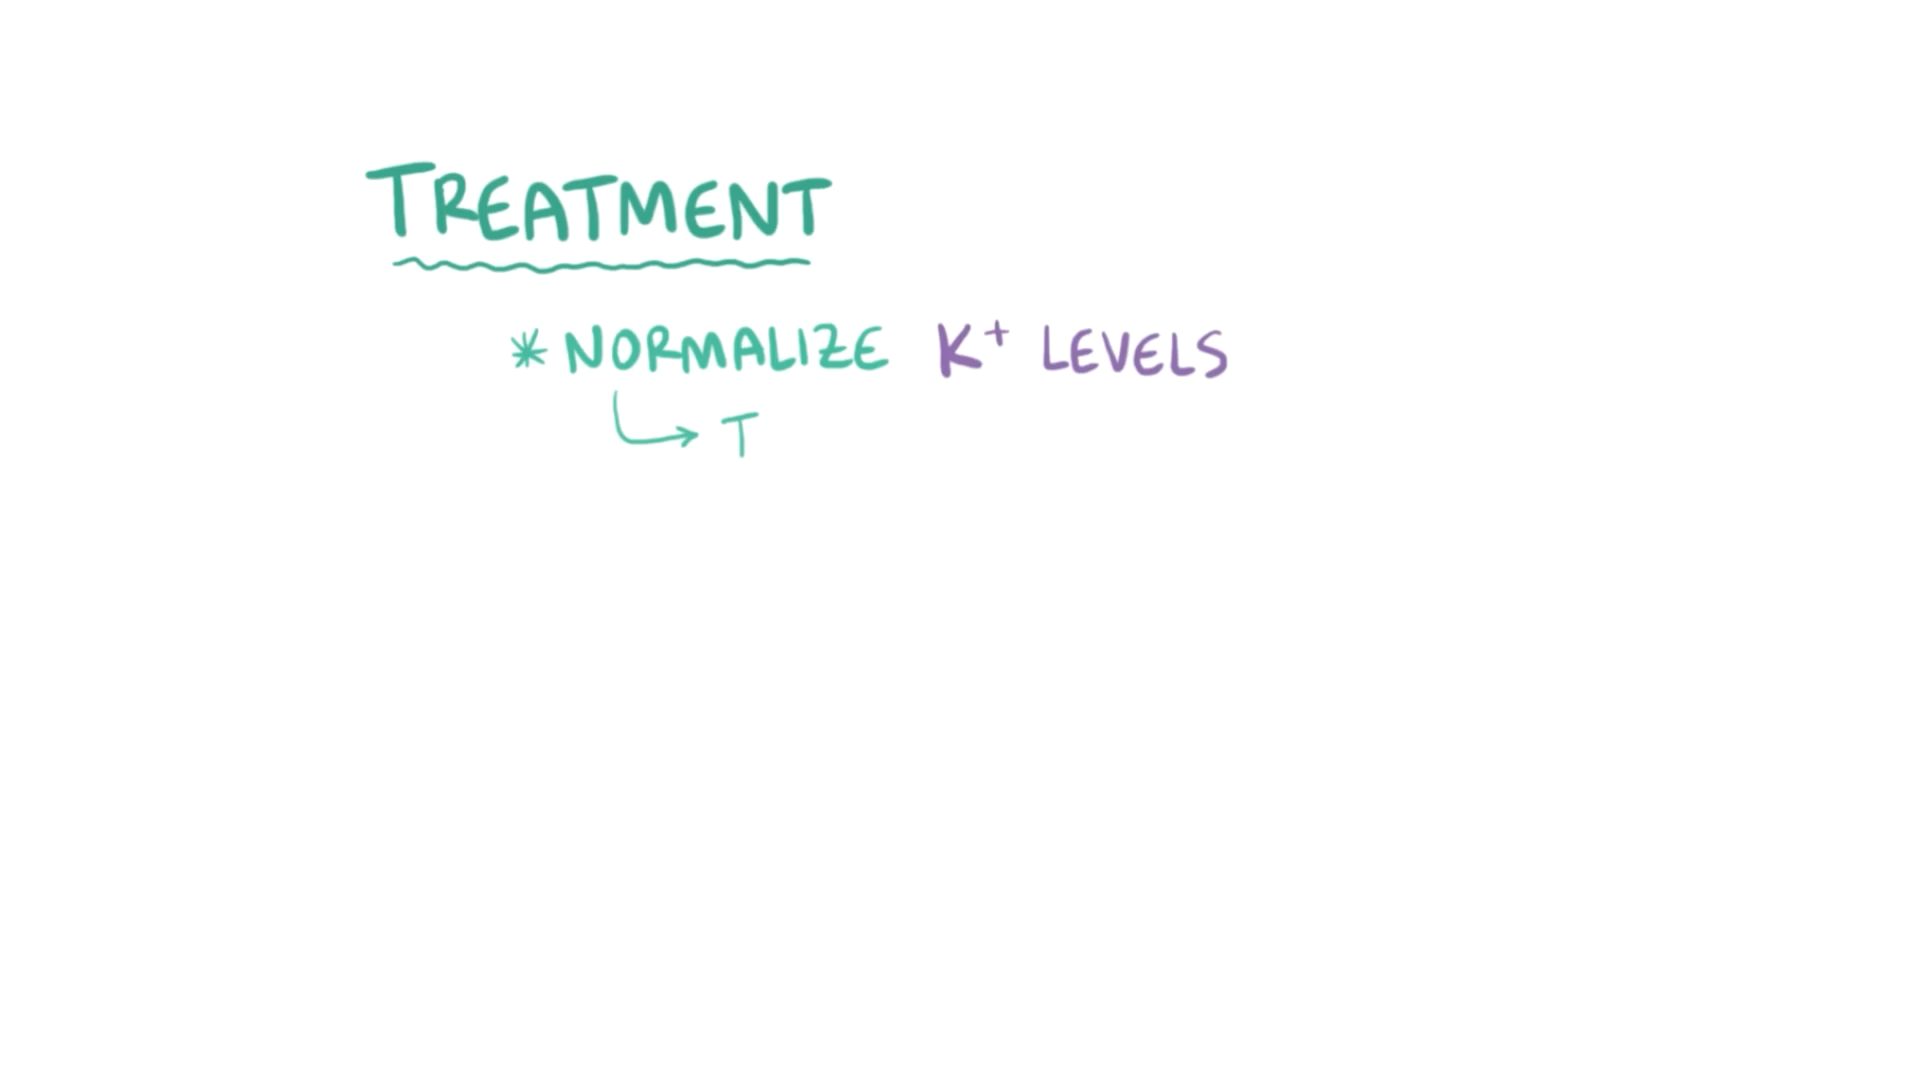 TREATMENT
* NORMALIZE K⁺ LEVELS
→ T